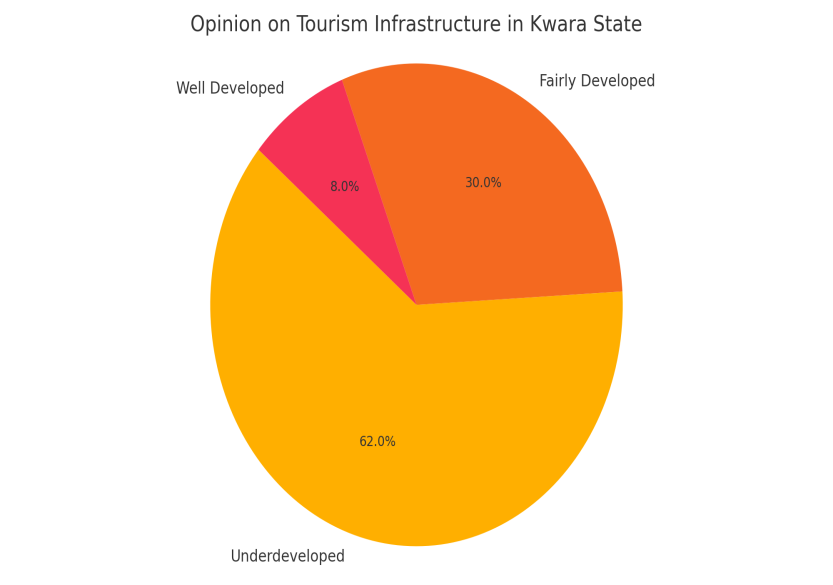 Opinion on Tourism Infrastructure in Kwara State
Fairly Developed
Well Developed
30.0%
8.0%
62.0%
Underdeveloped